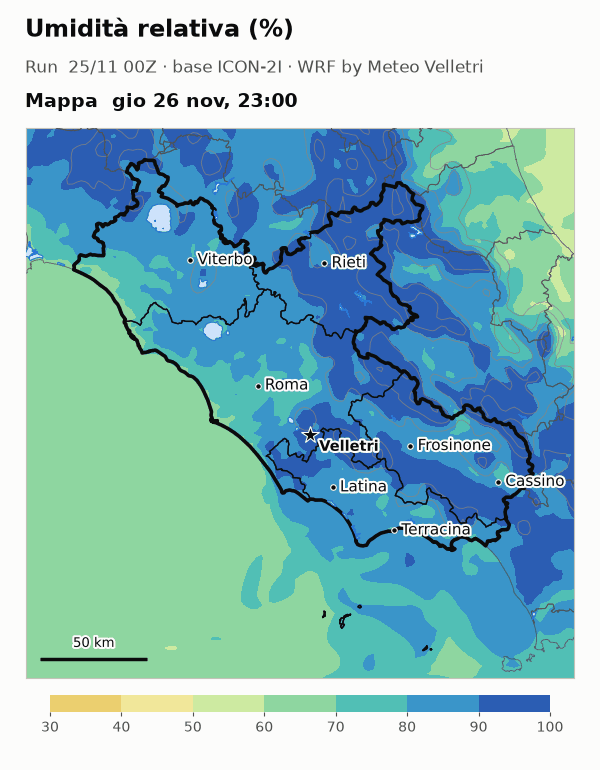 Umidità relativa (%)
Run  25/11 00Z · base ICON-2I · WRF by Meteo Velletri
Mappa  gio 26 nov, 23:00
Viterbo
Rieti
Roma
Velletri
Frosinone
Cassino
Latina
Terracina
50 km
30 40 50 60 70 80 90 100